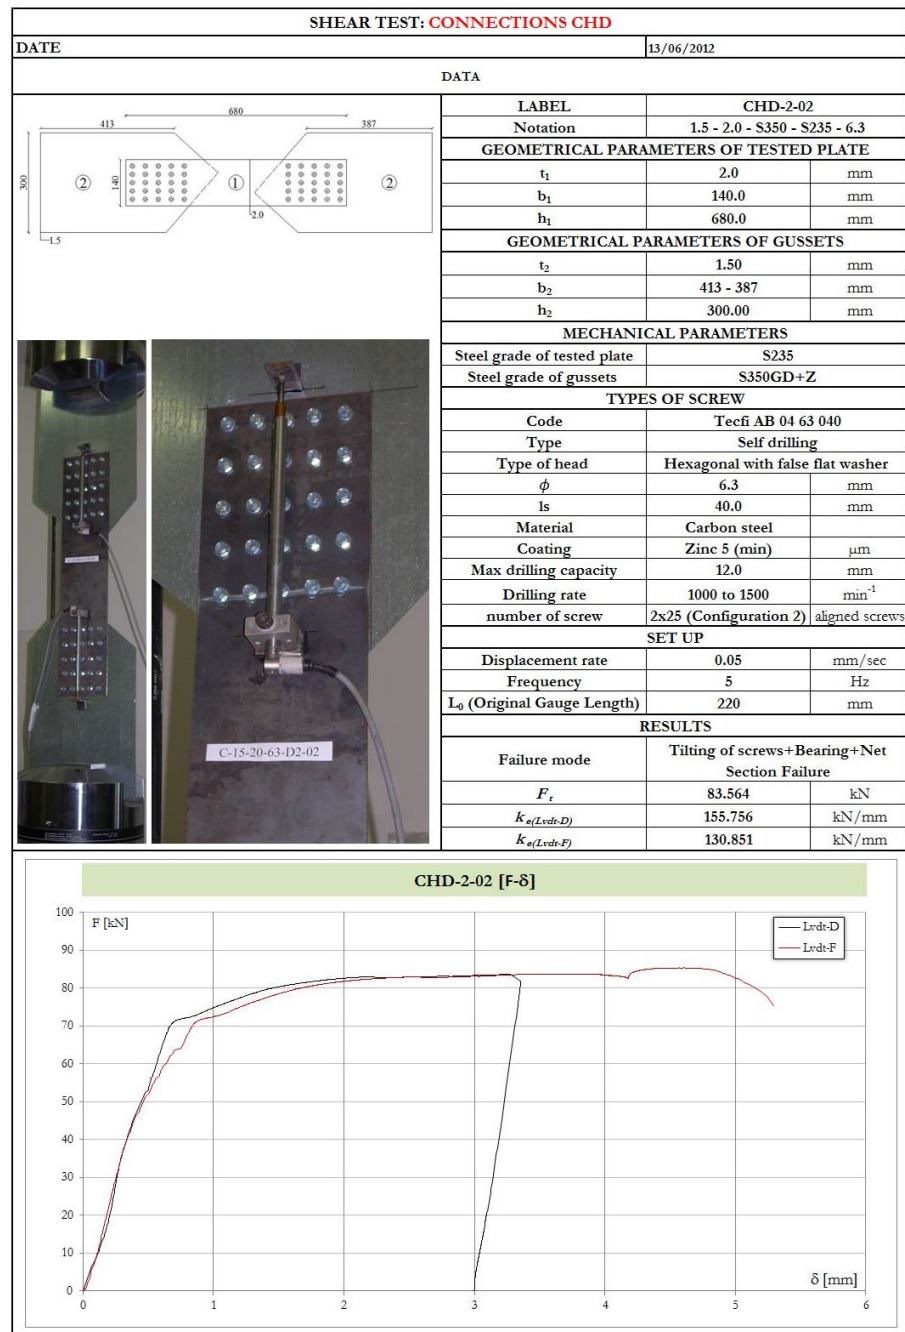 SHEAR TEST: CONNECTIONS CHD
DATE 13/06/2012
DATA
680
413 387
300 140 2 1 2
2.0
1.5
LABEL CHD-2-02
Notation 1.5 - 2.0 - S350 - S235 - 6.3
GEOMETRICAL PARAMETERS OF TESTED PLATE
t1 2.0 mm
b1 140.0 mm
h1 680.0 mm
GEOMETRICAL PARAMETERS OF GUSSETS
t2 1.50 mm
b2 413 - 387 mm
h2 300.00 mm
MECHANICAL PARAMETERS
Steel grade of tested plate S235
Steel grade of gussets S350GD+Z
TYPES OF SCREW
Code Tecfi AB 04 63 040
Type Self drilling
Type of head Hexagonal with false flat washer
ϕ 6.3 mm
ls 40.0 mm
Material Carbon steel
Coating Zinc 5 (min) μm
Max drilling capacity 12.0 mm
Drilling rate 1000 to 1500 min-1
number of screw 2x25 (Configuration 2) aligned screws
SET UP
Displacement rate 0.05 mm/sec
Frequency 5 Hz
L0 (Original Gauge Length) 220 mm
RESULTS
Failure mode Tilting of screws+Bearing+Net
Section Failure
Ft 83.564 kN
ke(Lvdt-D) 155.756 kN/mm
ke(Lvdt-F) 130.851 kN/mm
C-15-20-63-D2-02
CHD-2-02 [F-δ]
F [kN]
Lvdt-D
Lvdt-F
100
90
80
70
60
50
40
30
20
10
0
δ [mm]
0 1 2 3 4 5 6